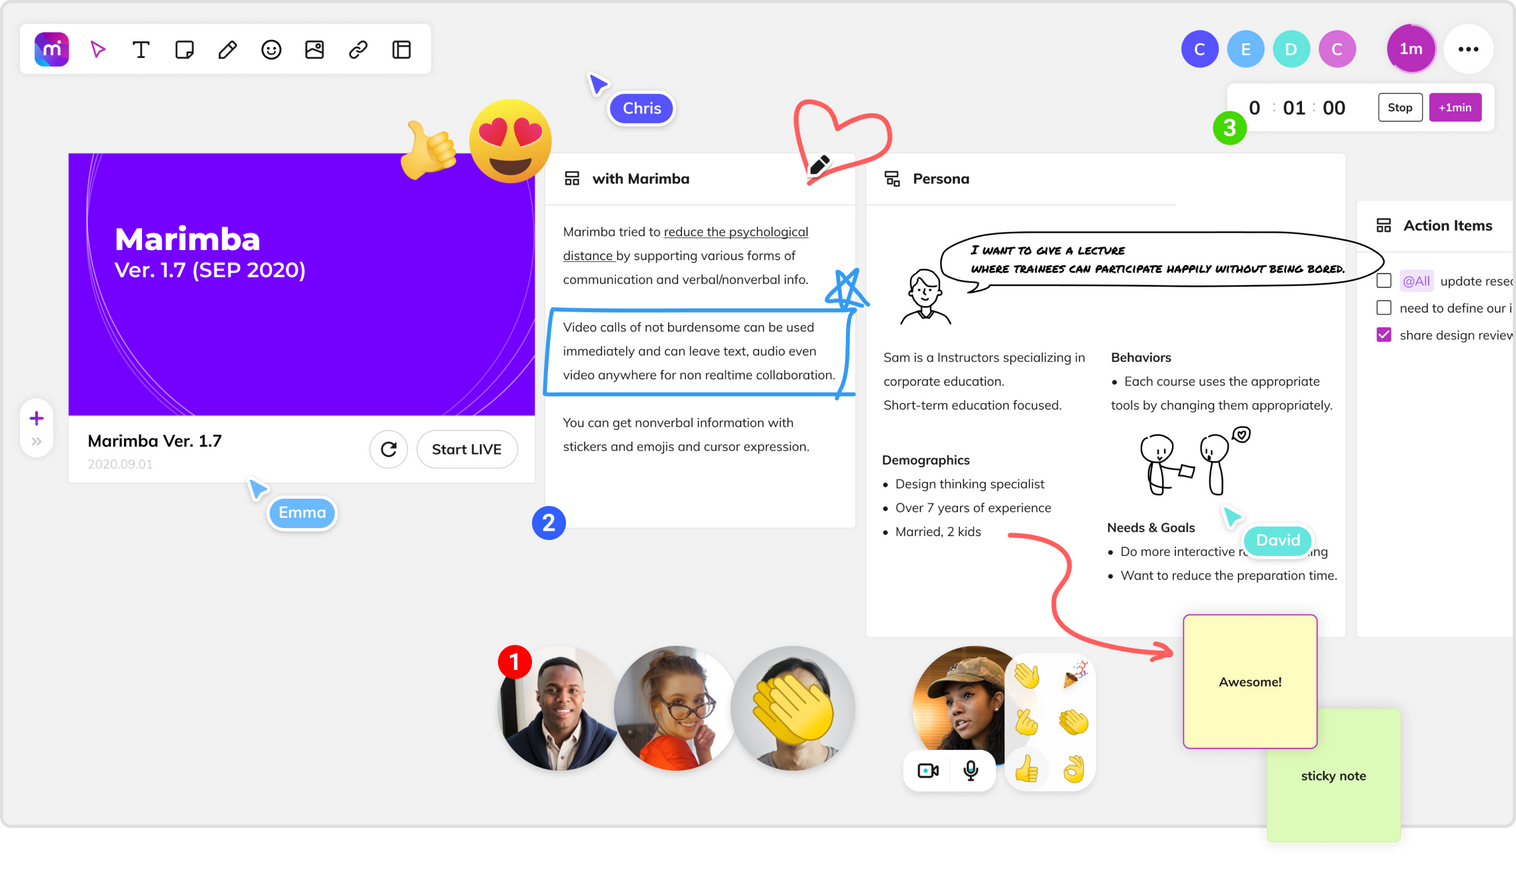 m
T
C
E
D
C
1m
Chris
0 : 01 : 00
Stop
+1min
3
Marimba
Ver. 1.7 (SEP 2020)
Marimba Ver. 1.7
2020.09.01
Start LIVE
Emma
with Marimba
Marimba tried to reduce the psychological
distance by supporting various forms of
communication and verbal/nonverbal info.
Video calls of not burdensome can be used
immediately and can leave text, audio even
video anywhere for non realtime collaboration.
You can get nonverbal information with
stickers and emojis and cursor expression.
2
Persona
I WANT TO GIVE A LECTURE
WHERE TRAINEES CAN PARTICIPATE HAPPILY WITHOUT BEING BORED.
Sam is a Instructors specializing in
corporate education.
Short-term education focused.
Demographics
• Design thinking specialist
• Over 7 years of experience
• Married, 2 kids
Behaviors
• Each course uses the appropriate
tools by changing them appropriately.
Needs & Goals
David
• Do more interactive r ing
• Want to reduce the preparation time.
Action Items
@All update rese
need to define our i
share design review
1
Awesome!
sticky note